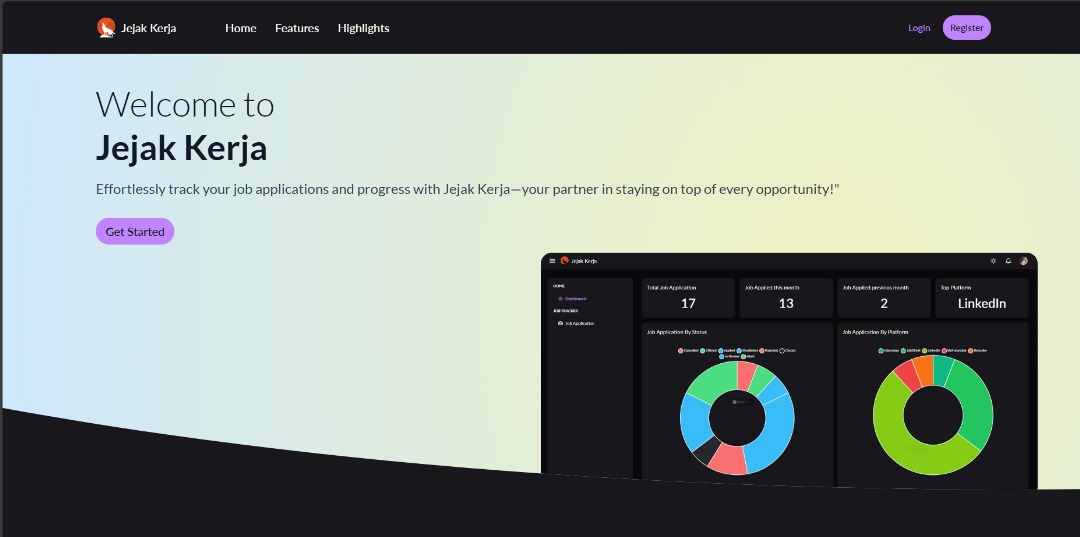 Jejak Kerja
Home Features Highlights
Login Register
Welcome to
Jejak Kerja
Effortlessly track your job applications and progress with Jejak Kerja—your partner in staying on top of every opportunity!"
Get Started
Jejak Kerja
HOME
Dashboard
JOB TRACKER
Job Application
Total Job Application
17
Job Applied this month
13
Job Applied previous month
2
Top Platform
LinkedIn
Job Application By Status
Cancelled Offered Applied Shortlisted Rejected Closed
In Review Hired
Job Application By Platform
JobStreet LinkedIn Recruiter